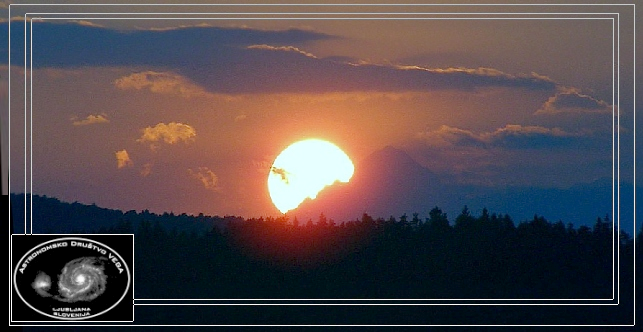 ASTRONOMSKO DRUŠTVO VEGA
LJUBLJANA
SLOVENIJA